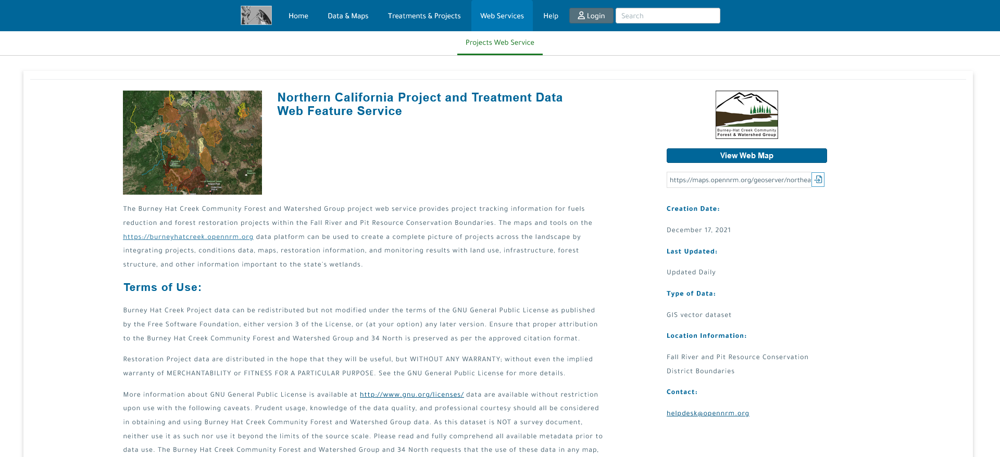 Home
Data & Maps
Treatments & Projects
Web Services
Help
Login
Search
Projects Web Service
Northern California Project and Treatment Data
Web Feature Service
The Burney Hat Creek Community Forest and Watershed Group project web service provides project tracking information for fuels
reduction and forest restoration projects within the Fall River and Pit Resource Conservation Boundaries. The maps and tools on the
https://burneyhatcreek.opennrm.org data platform can be used to create a complete picture of projects across the landscape by
integrating projects, conditions data, maps, restoration information, and monitoring results with land use, infrastructure, forest
structure, and other information important to the state's wetlands.
Terms of Use:
Burney Hat Creek Project data can be redistributed but not modified under the terms of the GNU General Public License as published
by the Free Software Foundation, either version 3 of the License, or (at your option) any later version. Ensure that proper attribution
to the Burney Hat Creek Community Forest and Watershed Group and 34 North is preserved as per the approved citation format.
Restoration Project data are distributed in the hope that they will be useful, but WITHOUT ANY WARRANTY; without even the implied
warranty of MERCHANTABILITY or FITNESS FOR A PARTICULAR PURPOSE. See the GNU General Public License for more details.
More information about GNU General Public License is available at http://www.gnu.org/licenses/ data are available without restriction
upon use with the following caveats. Prudent usage, knowledge of the data quality, and professional courtesy should all be considered
in obtaining and using Burney Hat Creek Community Forest and Watershed Group data. As this dataset is NOT a survey document,
neither use it as such nor use it beyond the limits of the source scale. Please read and fully comprehend all available metadata prior to
data use. The Burney Hat Creek Community Forest and Watershed Group and 34 North requests that the use of these data in any map,
Burney-Hat Creek Community
Forest & Watershed Group
View Web Map
https://maps.opennrm.org/geoserver/northea
Creation Date:
December 17, 2021
Last Updated:
Updated Daily
Type of Data:
GIS vector dataset
Location Information:
Fall River and Pit Resource Conservation
District Boundaries
Contact:
helpdesk@opennrm.org